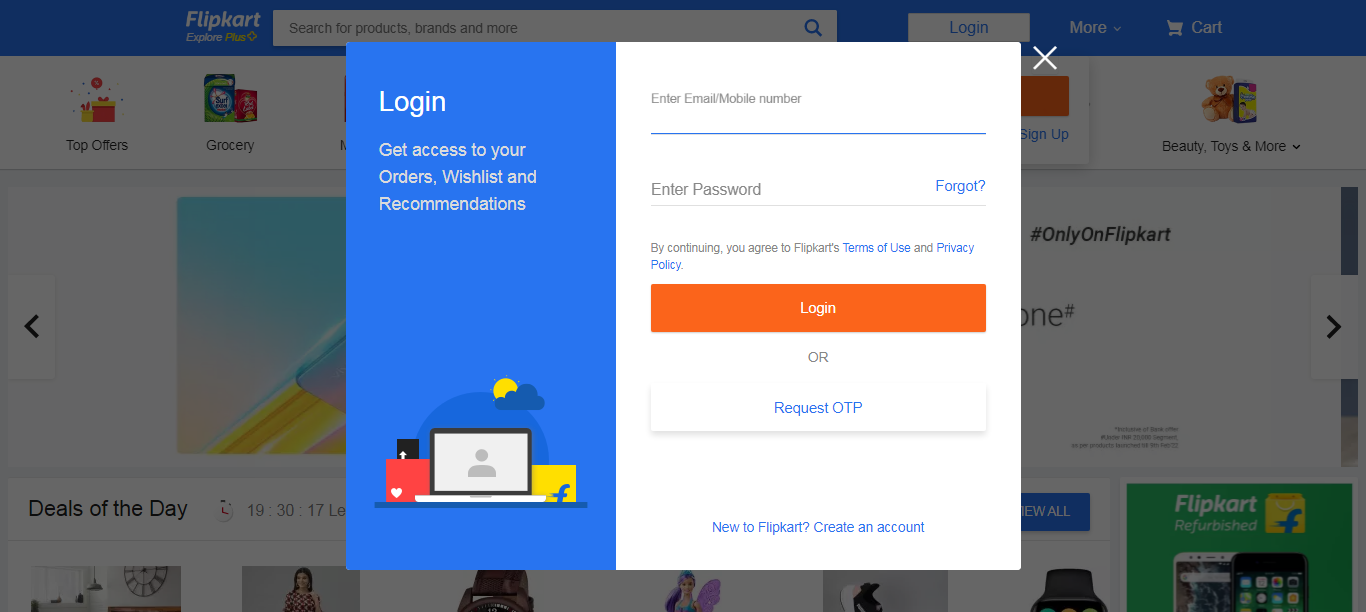 Flipkart
Explore Plus
Search for products, brands and more
Login
More
Cart
Top Offers
Grocery
Sign Up
Beauty, Toys & More
Login
Get access to your
Orders, Wishlist and
Recommendations
Enter Email/Mobile number
Enter Password
Forgot?
By continuing, you agree to Flipkart's Terms of Use and Privacy
Policy.
Login
OR
Request OTP
New to Flipkart? Create an account
#OnlyOnFlipkart
one#
Deals of the Day
19 : 30 : 17 Le
VIEW ALL
Flipkart
Refurbished